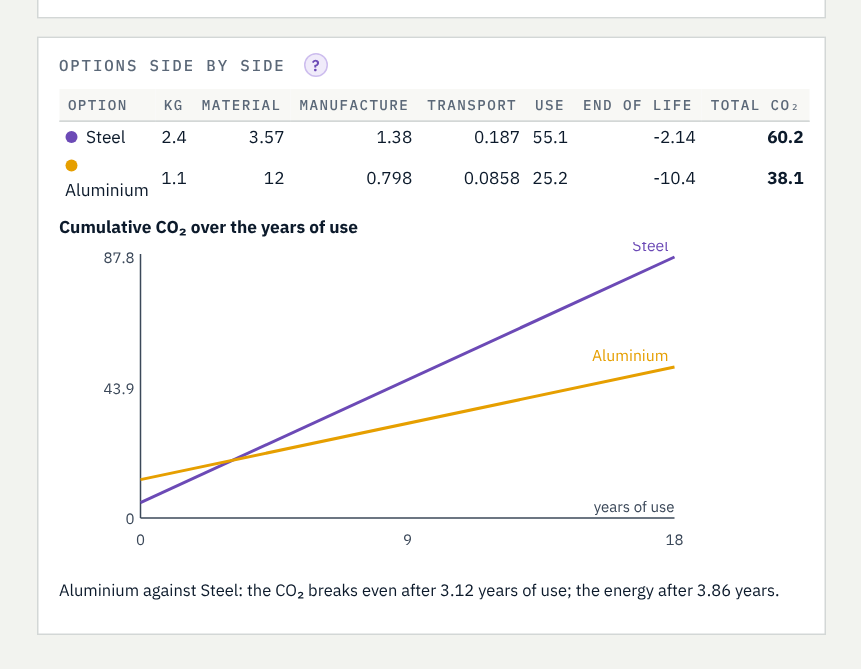 OPTIONS SIDE BY SIDE ?
OPTION KG MATERIAL MANUFACTURE TRANSPORT USE END OF LIFE TOTAL CO₂
Steel 2.4 3.57 1.38 0.187 55.1 -2.14 60.2
Aluminium 1.1 12 0.798 0.0858 25.2 -10.4 38.1
Cumulative CO₂ over the years of use
Steel
87.8
Aluminium
43.9
years of use
0
0 9 18
Aluminium against Steel: the CO₂ breaks even after 3.12 years of use; the energy after 3.86 years.